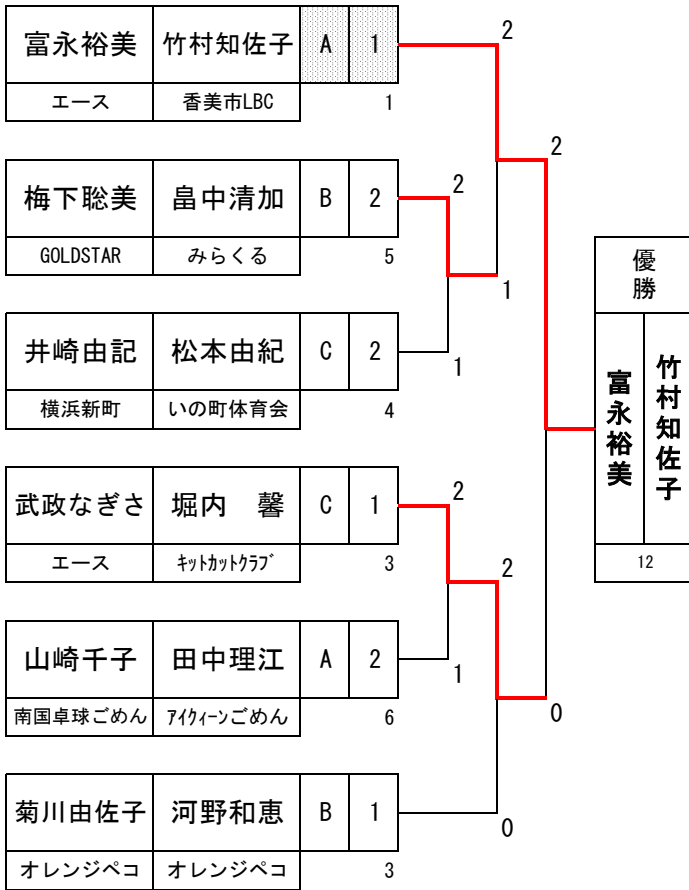 富永裕美 竹村知佐子 A 1
エース 香美市LBC 1
2
2
梅下聡美 畠中清加 B 2
GOLDSTAR みらくる 5
2
1
井崎由記 松本由紀 C 2
横浜新町 いの町体育会 4
1
優勝
富永裕美 竹村知佐子
12
武政なぎさ 堀内　馨 C 1
エース ｷｯﾄｶｯﾄｸﾗﾌﾞ 3
2
2
山崎千子 田中理江 A 2
南国卓球ごめん ｱｲｸｨｰﾝごめん 6
1
0
菊川由佐子 河野和恵 B 1
オレンジペコ オレンジペコ 3
0